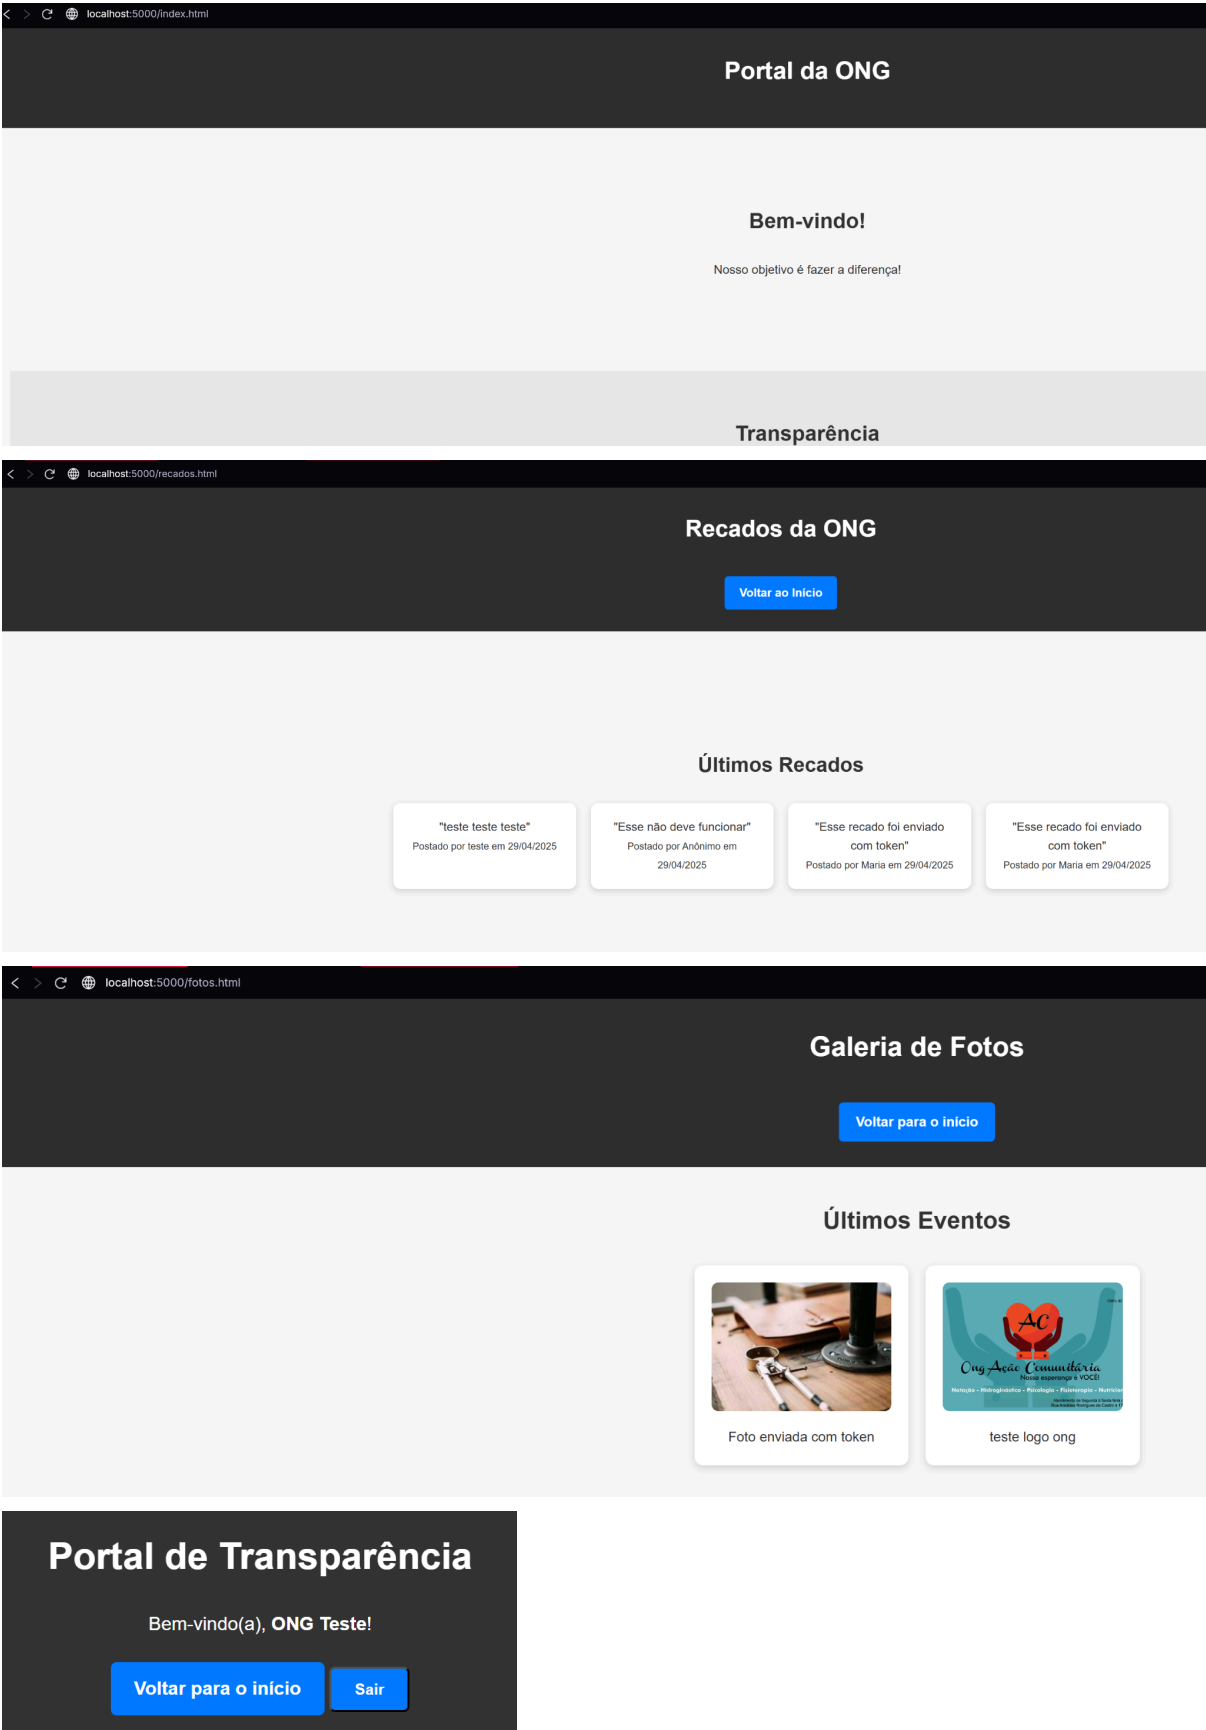 localhost:5000/index.html
Portal da ONG
Bem-vindo!
Nosso objetivo é fazer a diferença!
Transparência
localhost:5000/recados.html
Recados da ONG
Voltar ao Início
Últimos Recados
"teste teste teste"
Postado por teste em 29/04/2025
"Esse não deve funcionar"
Postado por Anônimo em
29/04/2025
"Esse recado foi enviado
com token"
Postado por Maria em 29/04/2025
"Esse recado foi enviado
com token"
Postado por Maria em 29/04/2025
localhost:5000/fotos.html
Galeria de Fotos
Voltar para o início
Últimos Eventos
Foto enviada com token
AC
Ong Ação Comunitária
Nossa esperança é VOCÊ!
Natação - Hidroginástica - Psicologia - Fisioterapia - Nutricion
teste logo ong
Portal de Transparência
Bem-vindo(a), ONG Teste!
Voltar para o início
Sair